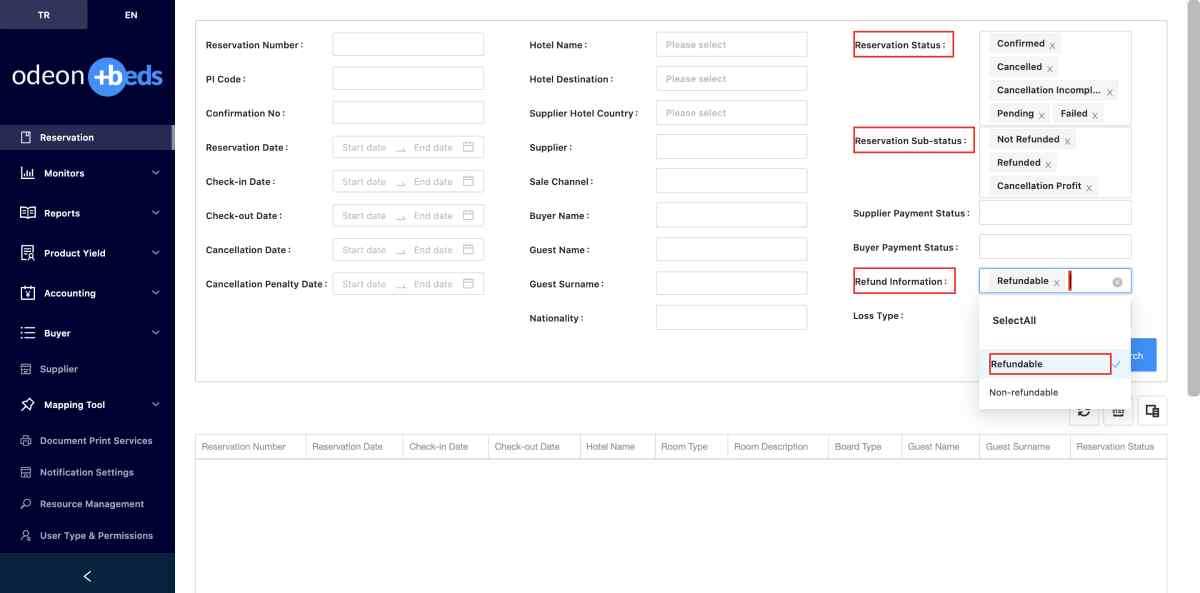 TR
EN
odeon +beds
Reservation
Monitors
Reports
Product Yield
Accounting
Buyer
Supplier
Mapping Tool
Document Print Services
Notification Settings
Resource Management
User Type & Permissions
Reservation Number :
PI Code :
Confirmation No :
Reservation Date : Start date End date
Check-in Date : Start date End date
Check-out Date : Start date End date
Cancellation Date : Start date End date
Cancellation Penalty Date : Start date End date
Hotel Name : Please select
Hotel Destination : Please select
Supplier Hotel Country : Please select
Supplier :
Sale Channel :
Buyer Name :
Guest Name :
Guest Surname :
Nationality :
Reservation Status : Confirmed x
Cancelled x
Cancellation Incompl... x
Pending x Failed x
Reservation Sub-status : Not Refunded x
Refunded x
Cancellation Profit x
Supplier Payment Status :
Buyer Payment Status :
Refund Information : Refundable x
Loss Type :
SelectAll
Refundable
Non-refundable
rch
Reservation Number Reservation Date Check-in Date Check-out Date Hotel Name Room Type Room Description Board Type Guest Name Guest Surname Reservation Status